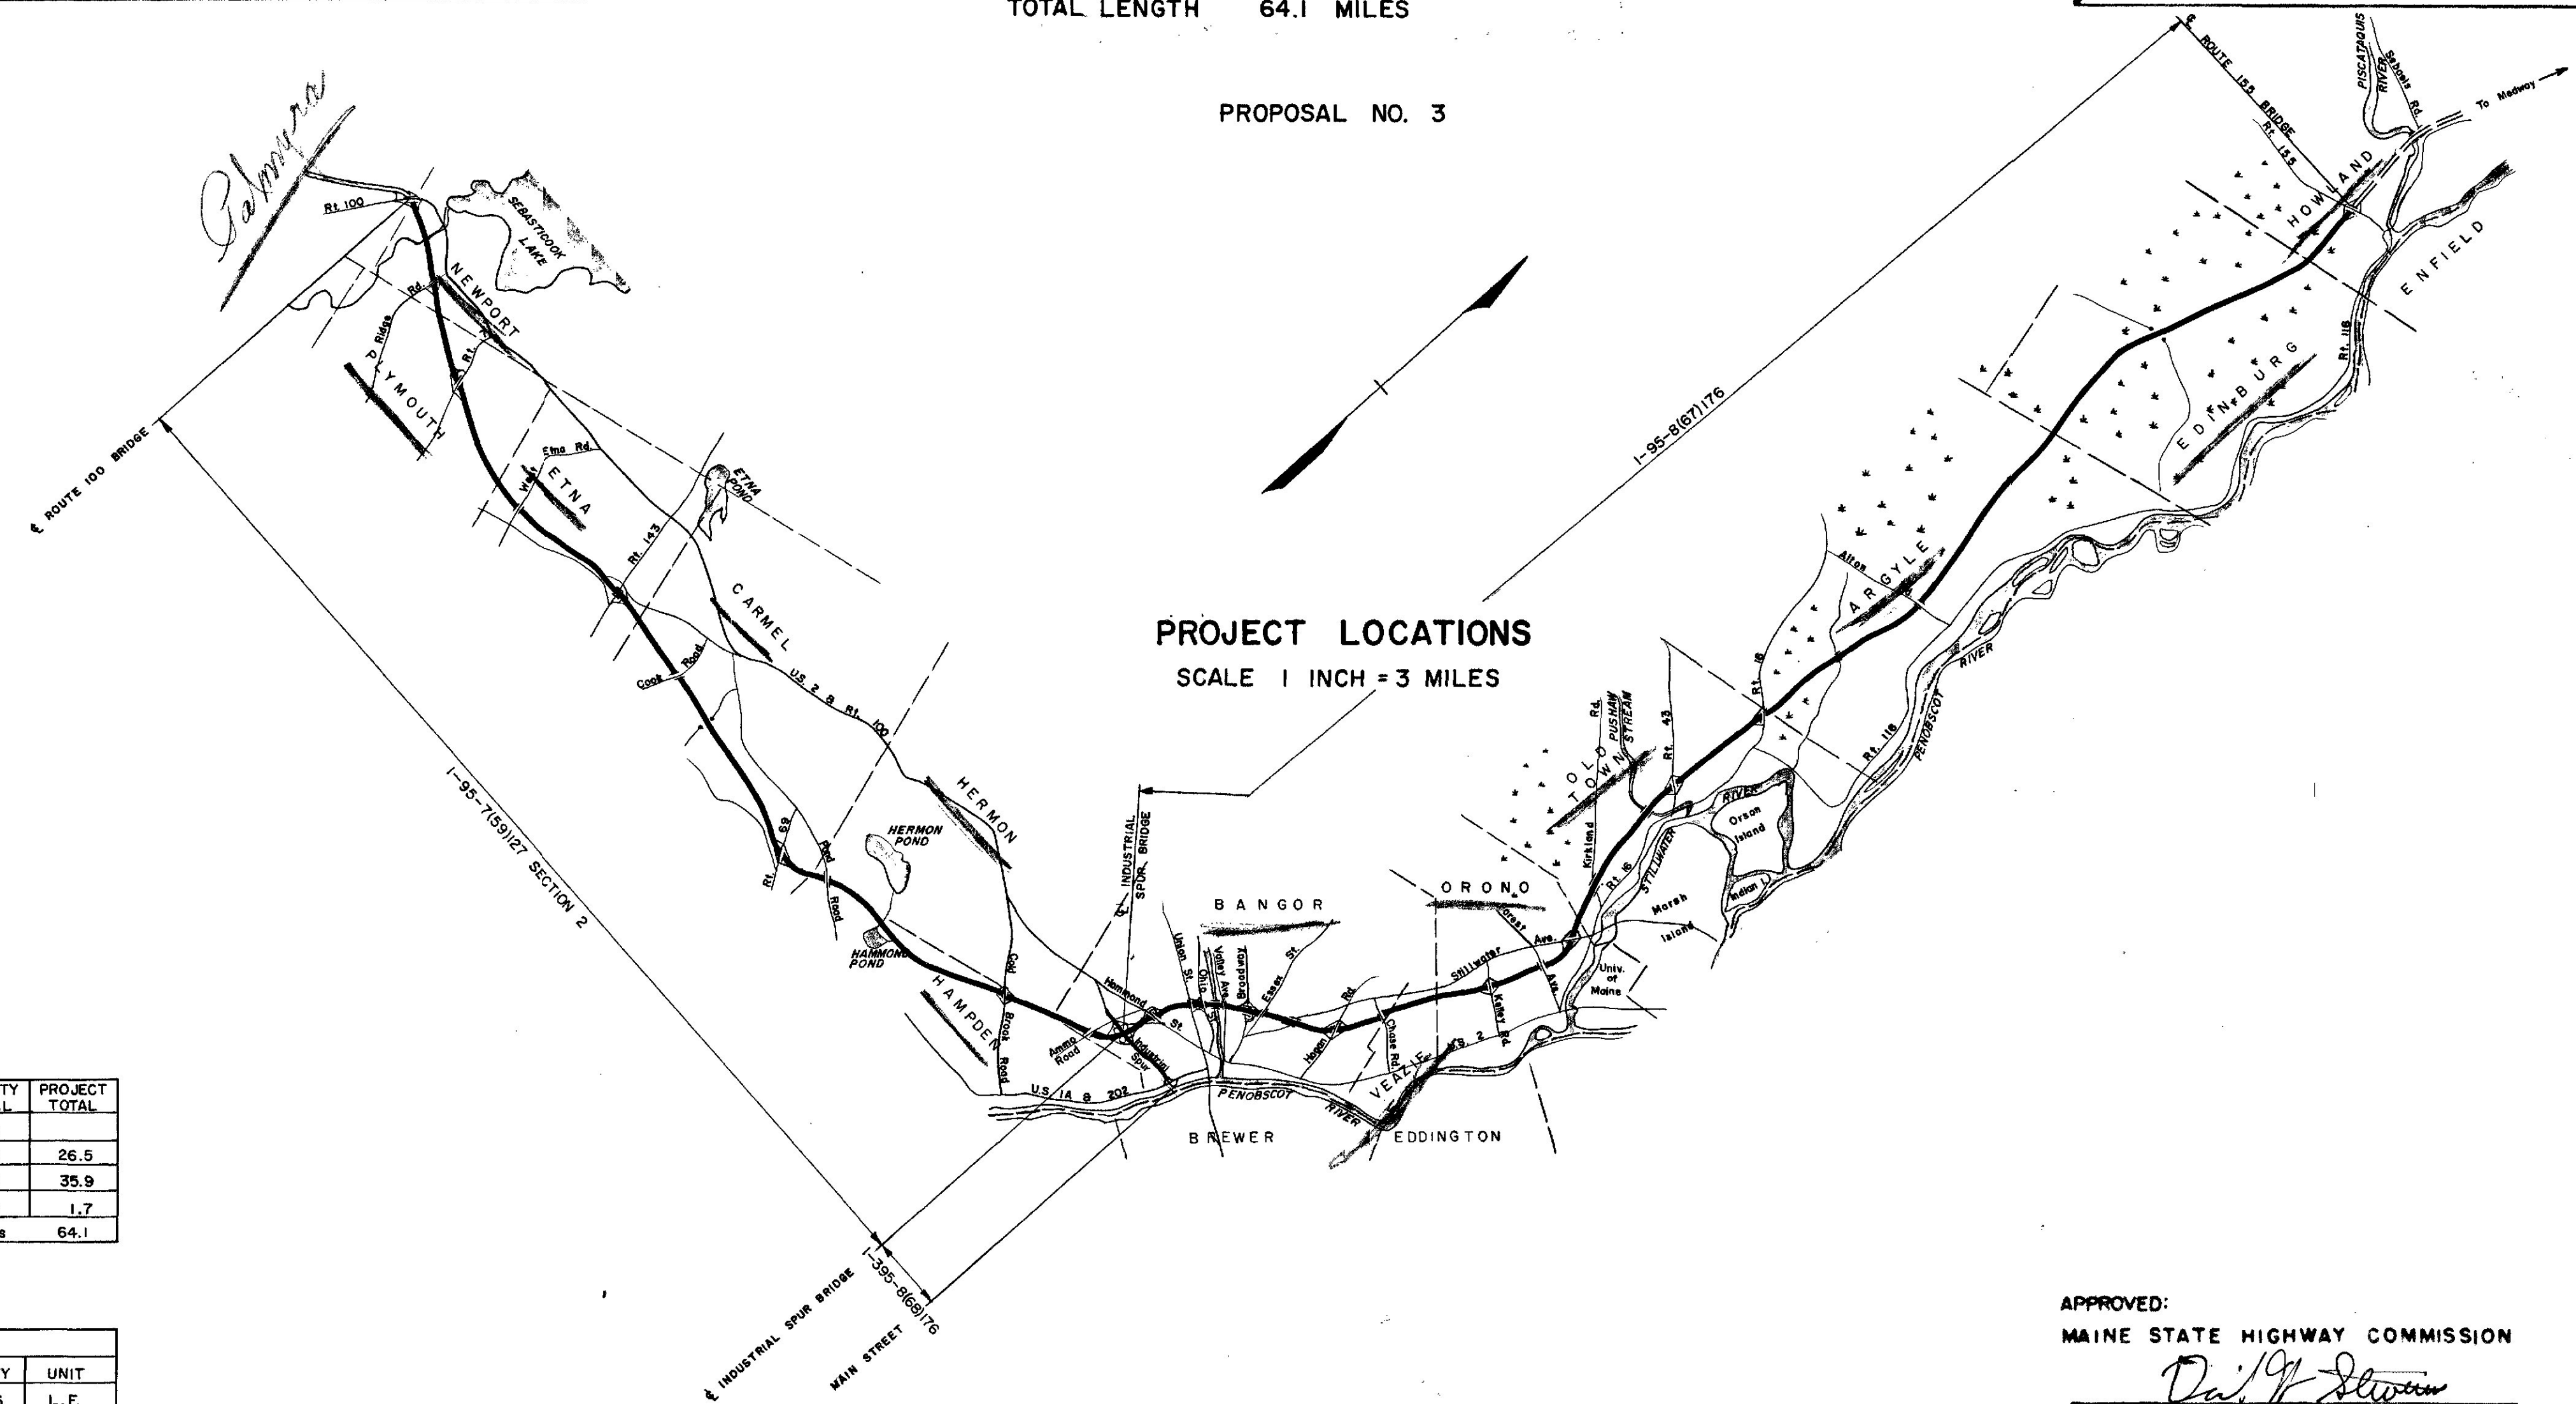 TOTAL LENGTH 64.1 MILES
PROPOSAL NO. 3
Palmyra
Rt. 100
SEBASTICOOK
LAKE
NEWPORT
Ridge Rd.
Rt.
PLYMOUTH
℄ ROUTE 100 BRIDGE
West Etna Rd.
ETNA
ETNA
POND
Rt. 143
CARMEL
Cook Road
U.S. 2 & Rt. 100
I-95-7(59)127 SECTION 2
Rt. 69
Pond Road
HERMON
POND
HERMON
HAMMOND
POND
HAMPDEN
Cold Brook Road
Ammo
Road
Hammond St.
Industrial
Spur
U.S. 1A & 202
℄ INDUSTRIAL
SPUR BRIDGE
Union St.
Ohio St.
Valley Ave.
Broadway
Essex St.
BANGOR
PENOBSCOT RIVER
BREWER
EDDINGTON
Hogan Rd.
Chase Rd.
VEAZIE
U.S. 2
Kelley Rd.
Stillwater Ave.
Forest Ave.
ORONO
Univ.
of
Maine
Marsh
Island
Indian I.
Orson
Island
STILLWATER RIVER
Rt. 16
Kirkland Rd.
OLD
TOWN
PUSHAW
STREAM
Rt. 43
Rt. 16
Rt. 116
PENOBSCOT RIVER
ARGYLE
Alton
EDINBURG
Rt. 116
ENFIELD
HOWLAND
Rt. 155
℄ ROUTE 155 BRIDGE
PISCATAQUIS
RIVER
Seboeis Rd.
To Medway
I-95-8(67)176
PROJECT LOCATIONS
SCALE 1 INCH = 3 MILES
℄ INDUSTRIAL SPUR BRIDGE
I-395-8(68)176
MAIN STREET
PROJECT
TOTAL
26.5
35.9
1.7
64.1
UNIT
L.F.
APPROVED:
MAINE STATE HIGHWAY COMMISSION